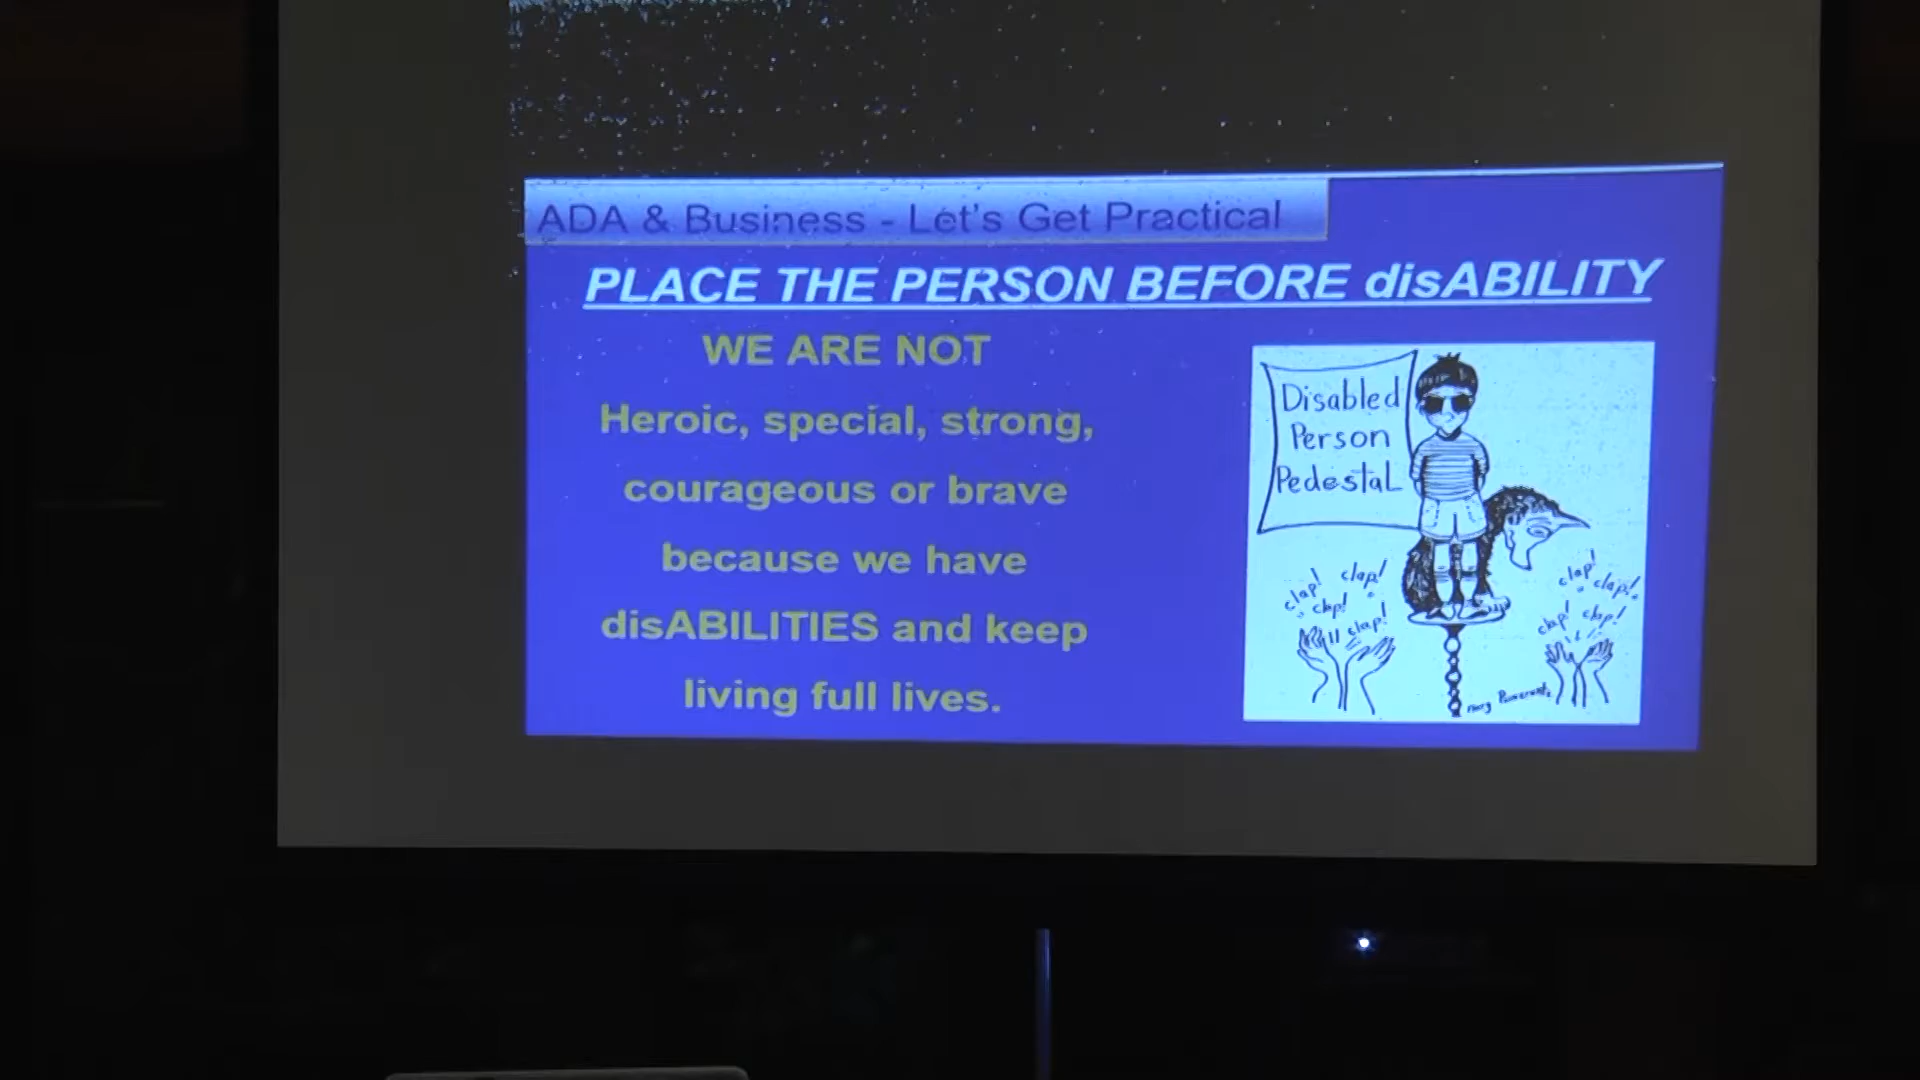 ADA & Business - Let's Get Practical
PLACE THE PERSON BEFORE disABILITY
WE ARE NOT
Heroic, special, strong,
courageous or brave
because we have
disABILITIES and keep
living full lives.
Disabled
Person
Pedestal
clap! clap!
clap!
clap!
clap!
clap!
clap! clap!